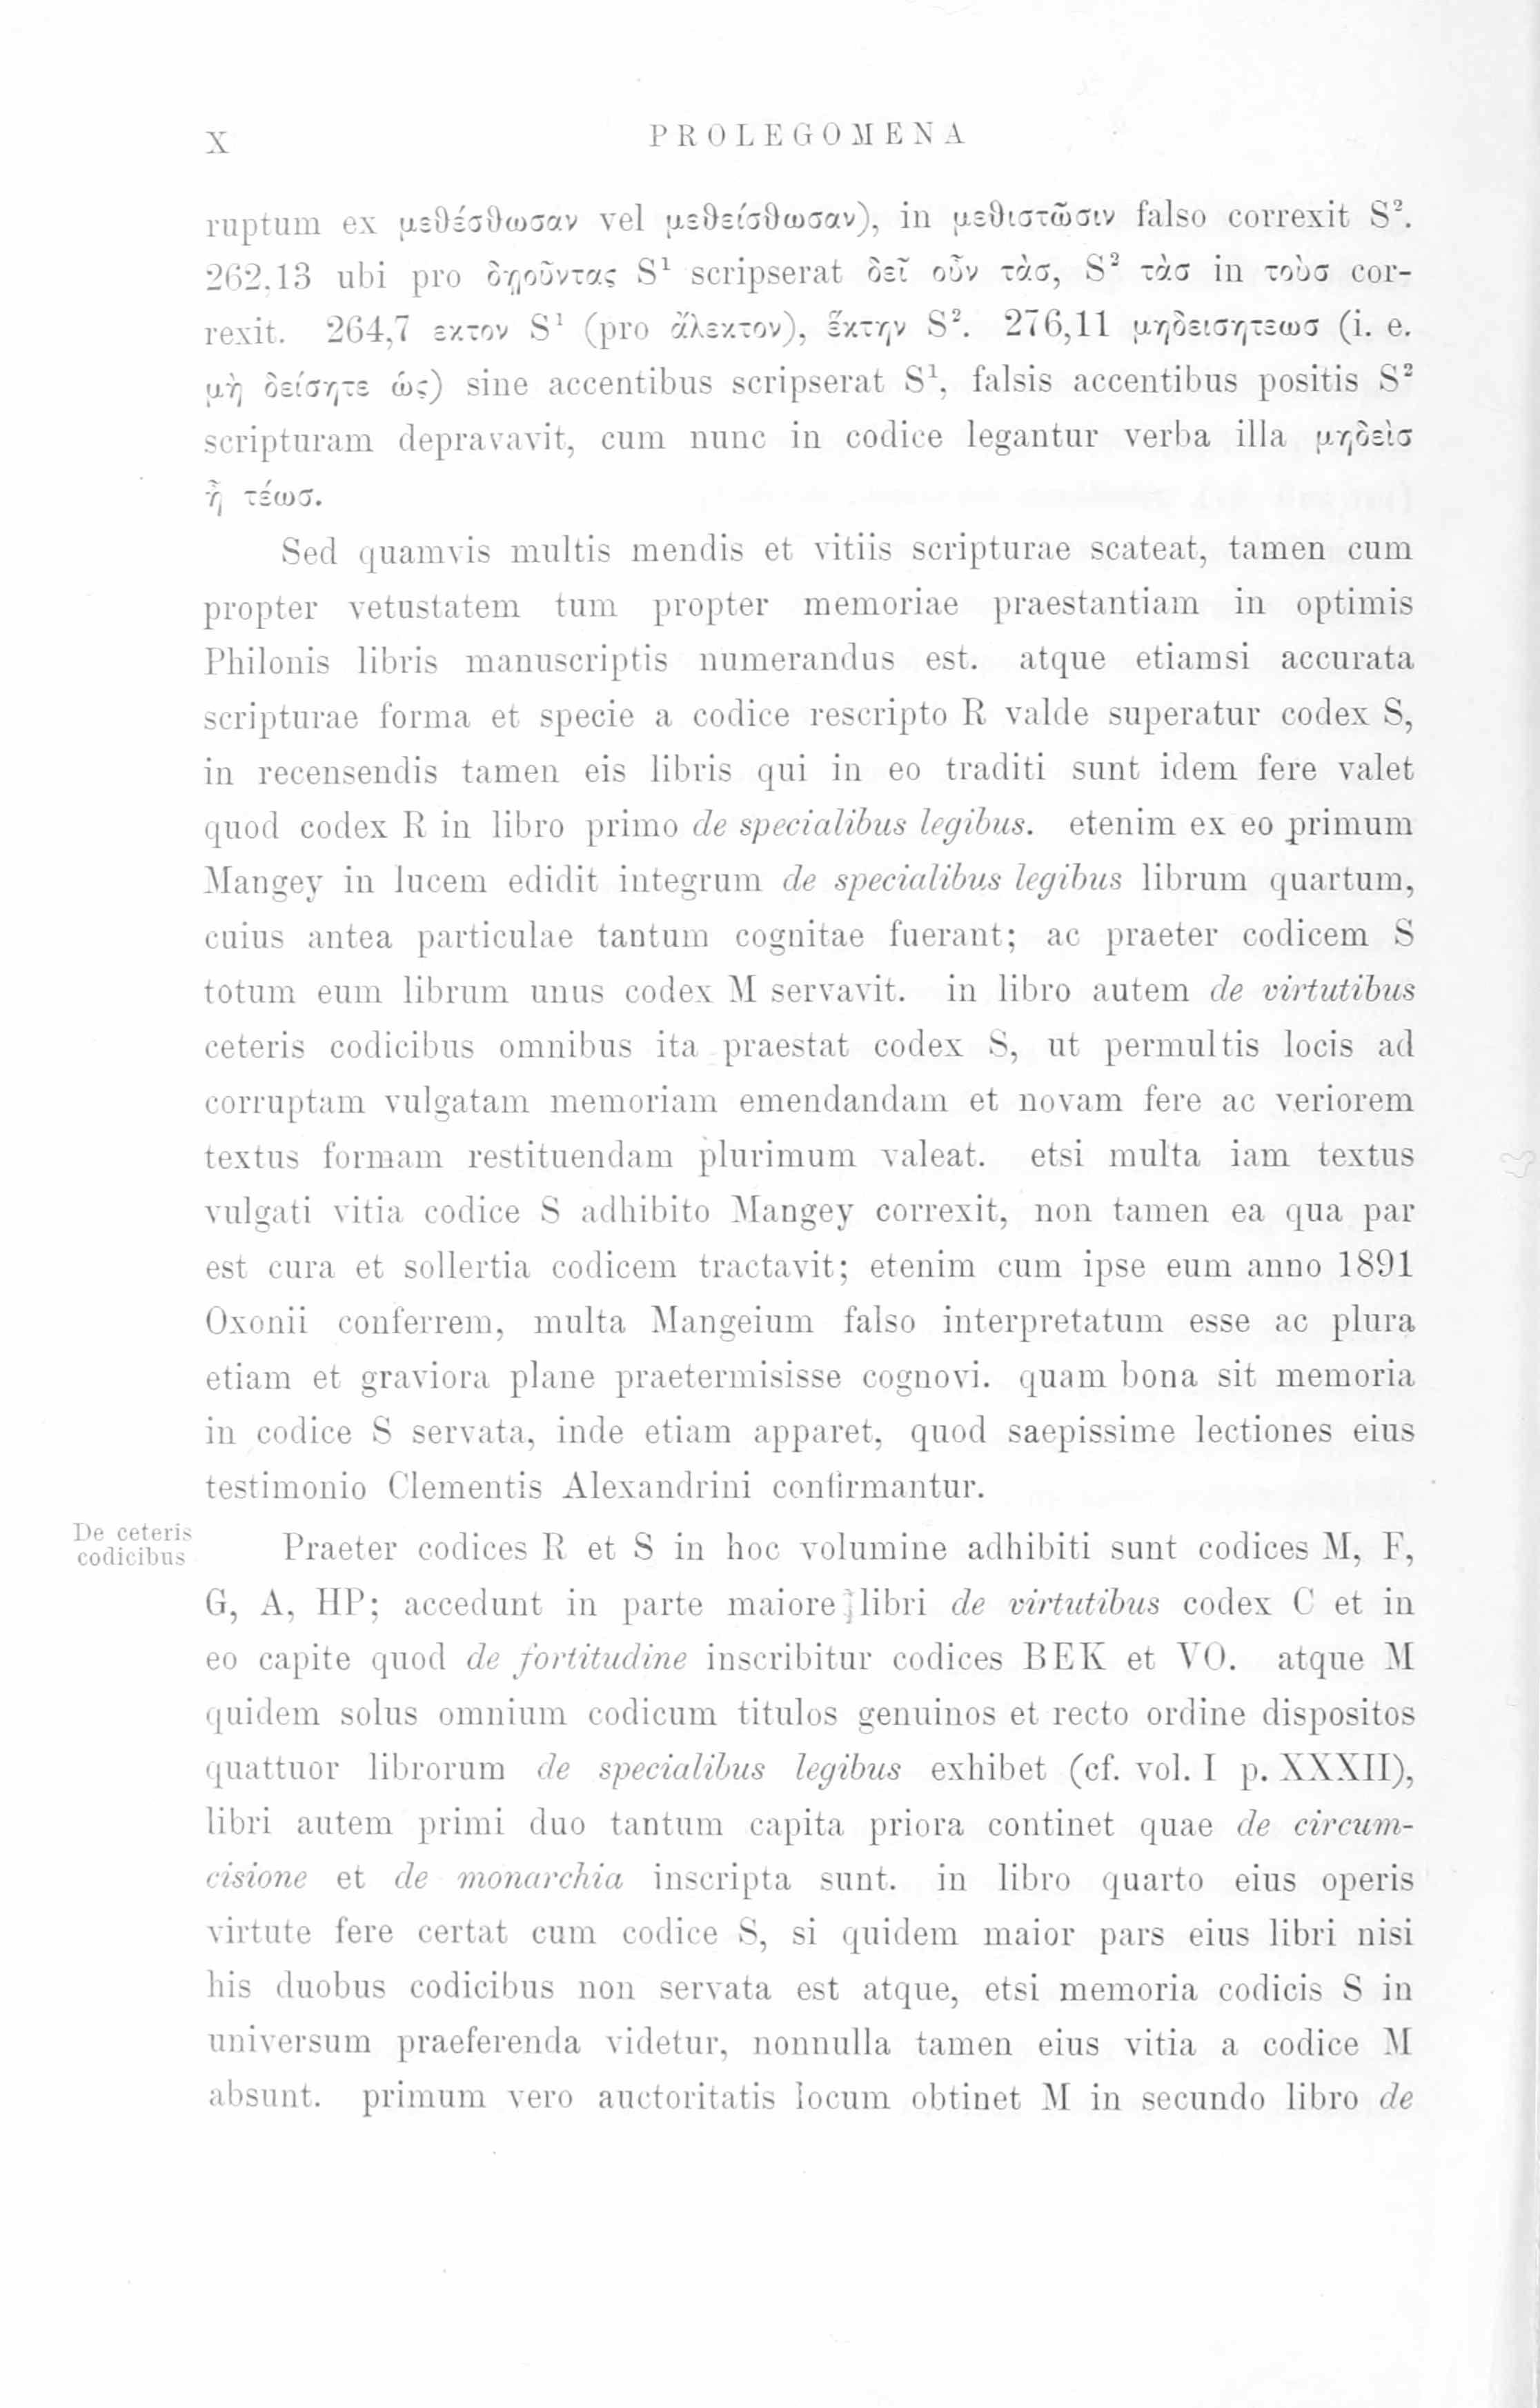 X
PROLEGOMENA
ruptum ex μεθέσθωσαν vel μεθείσθωσαν), in μεθιστῶσιν falso correxit S².
262,13 ubi pro δῃοῦντας S¹ scripserat δεῖ οὖν τὰσ, S² τὰσ in τοὺσ cor-
rexit. 264,7 εκτον S¹ (pro ἄλεκτον), ἕκτην S². 276,11 μηδεισητεωσ (i. e.
μὴ δείσητε ὡς) sine accentibus scripserat S¹, falsis accentibus positis S²
scripturam depravavit, cum nunc in codice legantur verba illa μηδεὶσ
ἢ τέωσ.
Sed quamvis multis mendis et vitiis scripturae scateat, tamen cum
propter vetustatem tum propter memoriae praestantiam in optimis
Philonis libris manuscriptis numerandus est. atque etiamsi accurata
scripturae forma et specie a codice rescripto R valde superatur codex S,
in recensendis tamen eis libris qui in eo traditi sunt idem fere valet
quod codex R in libro primo de specialibus legibus. etenim ex eo primum
Mangey in lucem edidit integrum de specialibus legibus librum quartum,
cuius antea particulae tantum cognitae fuerant; ac praeter codicem S
totum eum librum unus codex M servavit. in libro autem de virtutibus
ceteris codicibus omnibus ita praestat codex S, ut permultis locis ad
corruptam vulgatam memoriam emendandam et novam fere ac veriorem
textus formam restituendam plurimum valeat. etsi multa iam textus
vulgati vitia codice S adhibito Mangey correxit, non tamen ea qua par
est cura et sollertia codicem tractavit; etenim cum ipse eum anno 1891
Oxonii conferrem, multa Mangeium falso interpretatum esse ac plura
etiam et graviora plane praetermisisse cognovi. quam bona sit memoria
in codice S servata, inde etiam apparet, quod saepissime lectiones eius
testimonio Clementis Alexandrini confirmantur.
De ceteris
codicibus
Praeter codices R et S in hoc volumine adhibiti sunt codices M, F,
G, A, HP; accedunt in parte maiore libri de virtutibus codex C et in
eo capite quod de fortitudine inscribitur codices BEK et VO. atque M
quidem solus omnium codicum titulos genuinos et recto ordine dispositos
quattuor librorum de specialibus legibus exhibet (cf. vol. I p. XXXII),
libri autem primi duo tantum capita priora continet quae de circum-
cisione et de monarchia inscripta sunt. in libro quarto eius operis
virtute fere certat cum codice S, si quidem maior pars eius libri nisi
his duobus codicibus non servata est atque, etsi memoria codicis S in
universum praeferenda videtur, nonnulla tamen eius vitia a codice M
absunt. primum vero auctoritatis locum obtinet M in secundo libro de